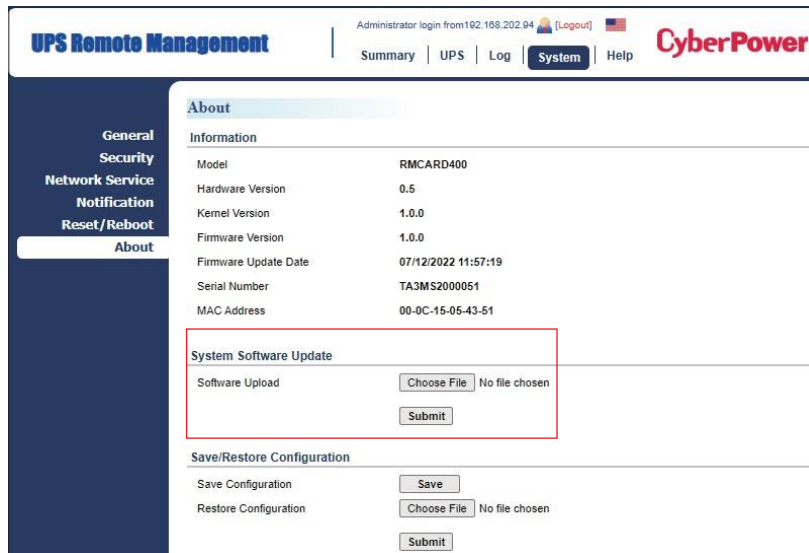 UPS Remote Management
Administrator login from192.168.202.94 [Logout]
Summary | UPS | Log | System | Help
CyberPower
General
Security
Network Service
Notification
Reset/Reboot
About
About
Information
Model RMCARD400
Hardware Version 0.5
Kernel Version 1.0.0
Firmware Version 1.0.0
Firmware Update Date 07/12/2022 11:57:19
Serial Number TA3MS2000051
MAC Address 00-0C-15-05-43-51
System Software Update
Software Upload Choose File No file chosen
Submit
Save/Restore Configuration
Save Configuration Save
Restore Configuration Choose File No file chosen
Submit